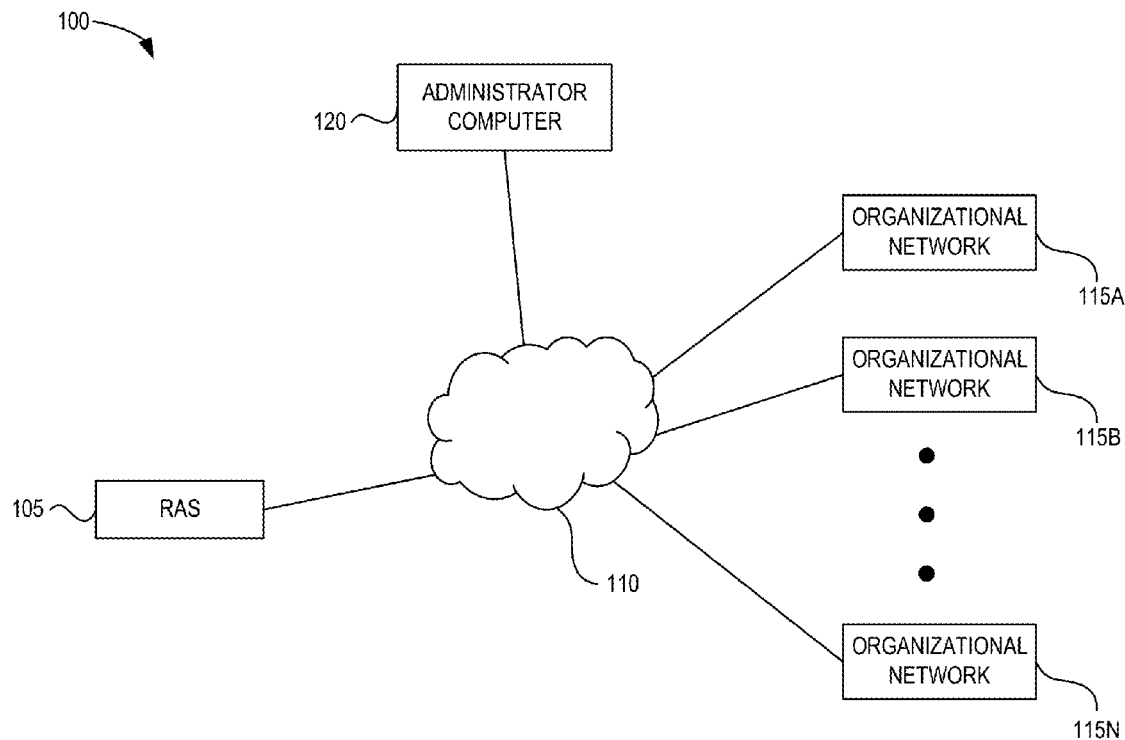 100
ADMINISTRATOR
COMPUTER
120
ORGANIZATIONAL
NETWORK
115A
ORGANIZATIONAL
NETWORK
115B
RAS
105
110
ORGANIZATIONAL
NETWORK
115N